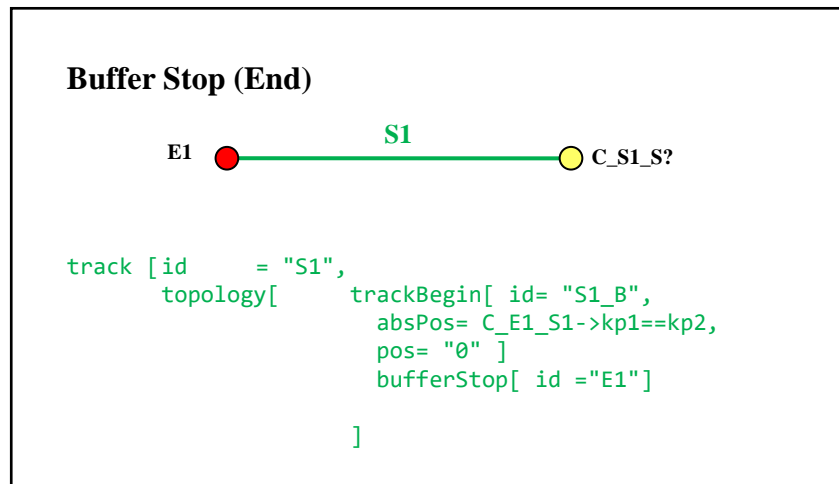 Buffer Stop (End)
S1
E1
C_S1_S?
track [id = "S1",
topology[ trackBegin[ id= "S1_B",
absPos= C_E1_S1->kp1==kp2,
pos= "0" ]
bufferStop[ id ="E1"]
]